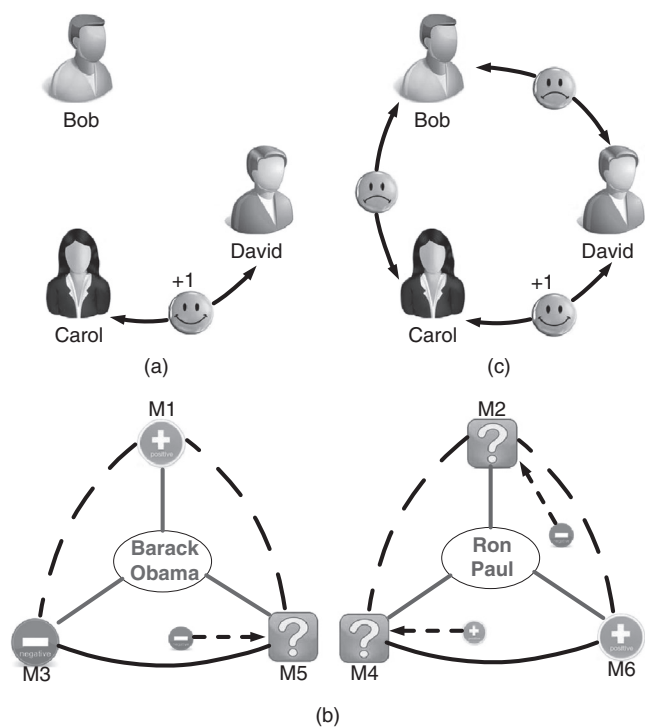 Bob
David
+1
Carol
(a)
Bob
David
+1
Carol
(c)
M1
positive
Barack
Obama
negative
M3
M5
M2
Ron
Paul
M4
positive
M6
(b)